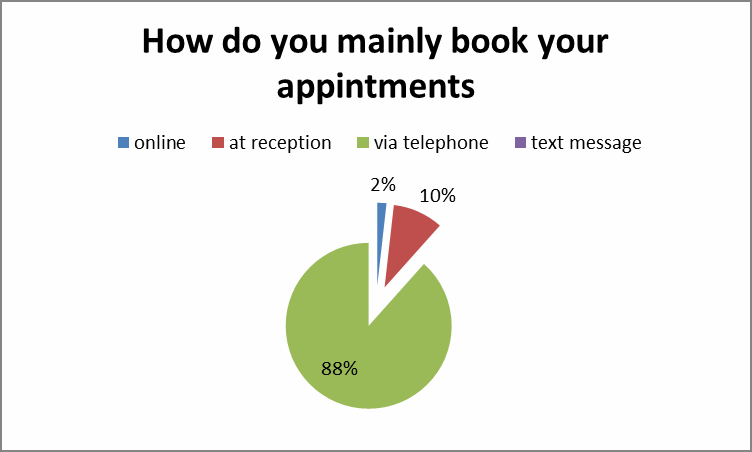 How do you mainly book your
appintments
online at reception via telephone text message
2%
10%
88%